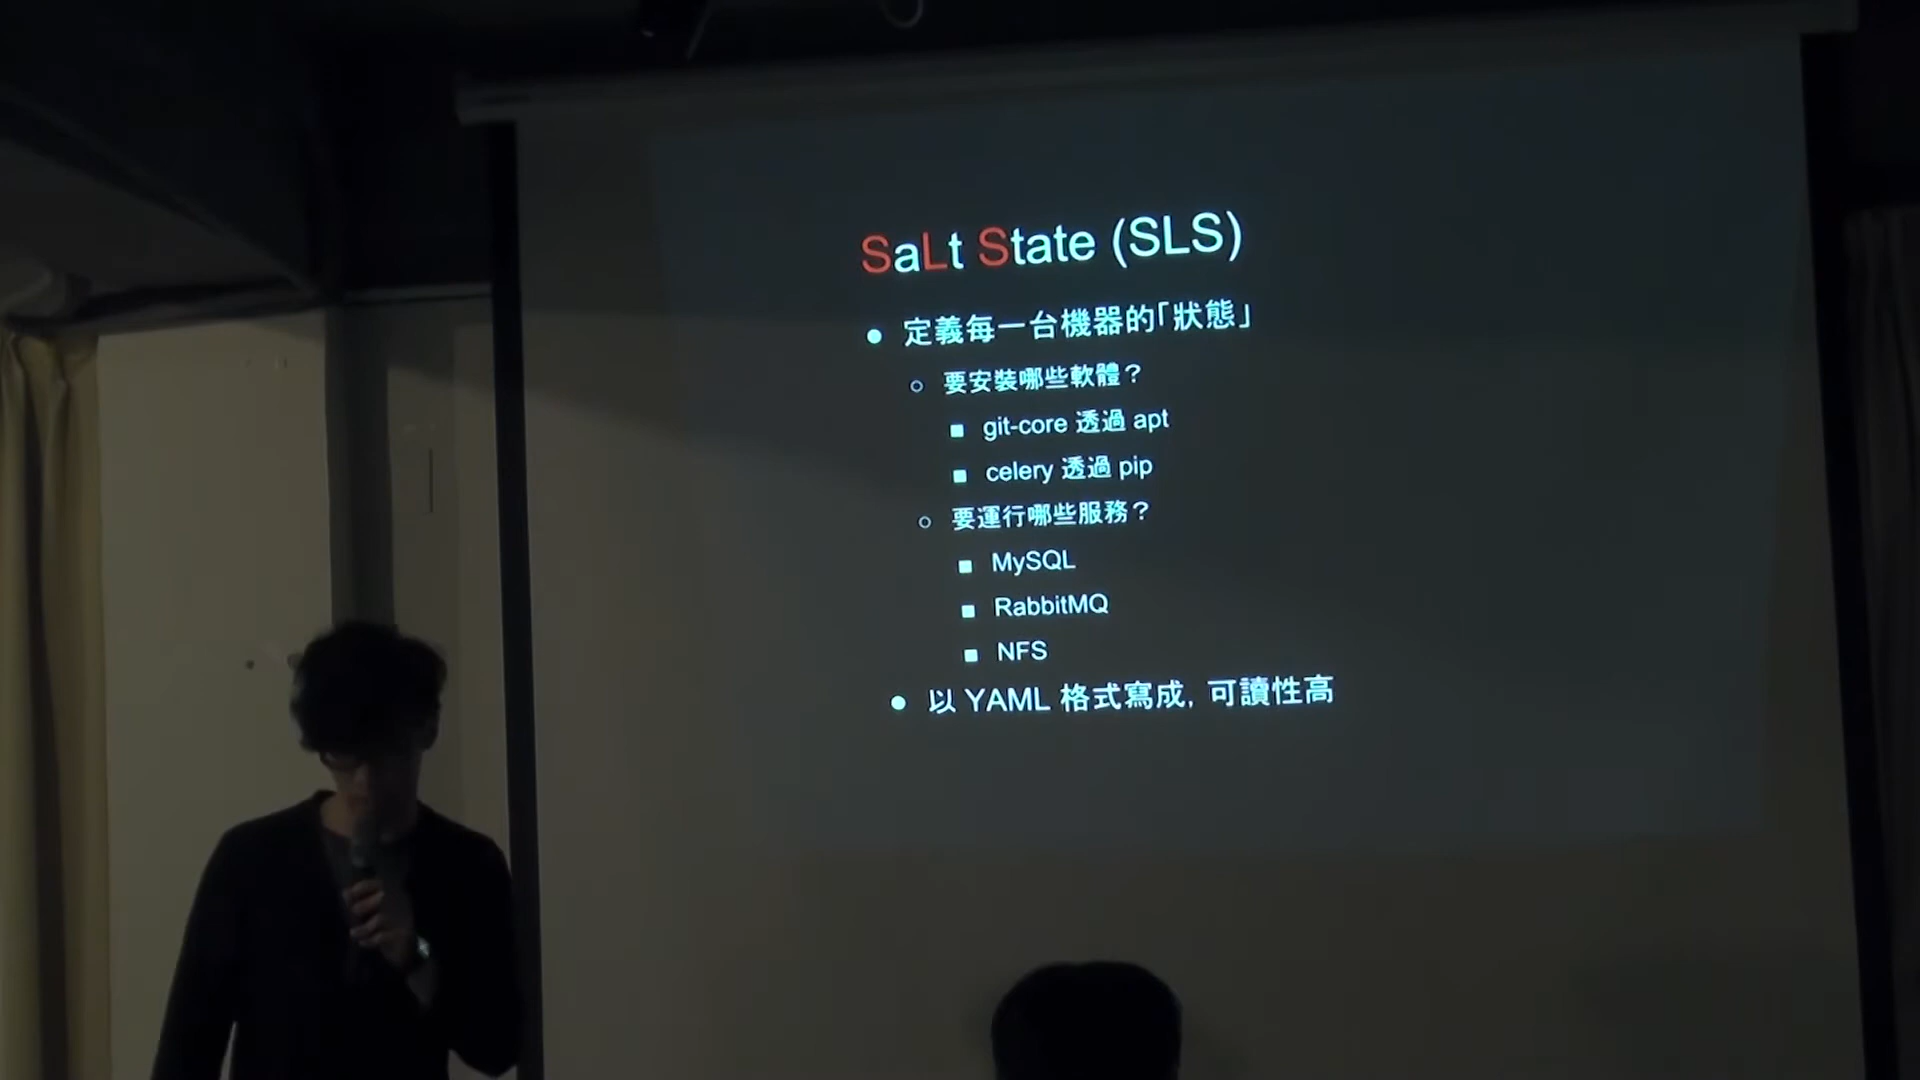 SaLt State (SLS)
定義每一台機器的「狀態」
要安裝哪些軟體？
git-core 透過 apt
celery 透過 pip
要運行哪些服務？
MySQL
RabbitMQ
NFS
以 YAML 格式寫成, 可讀性高